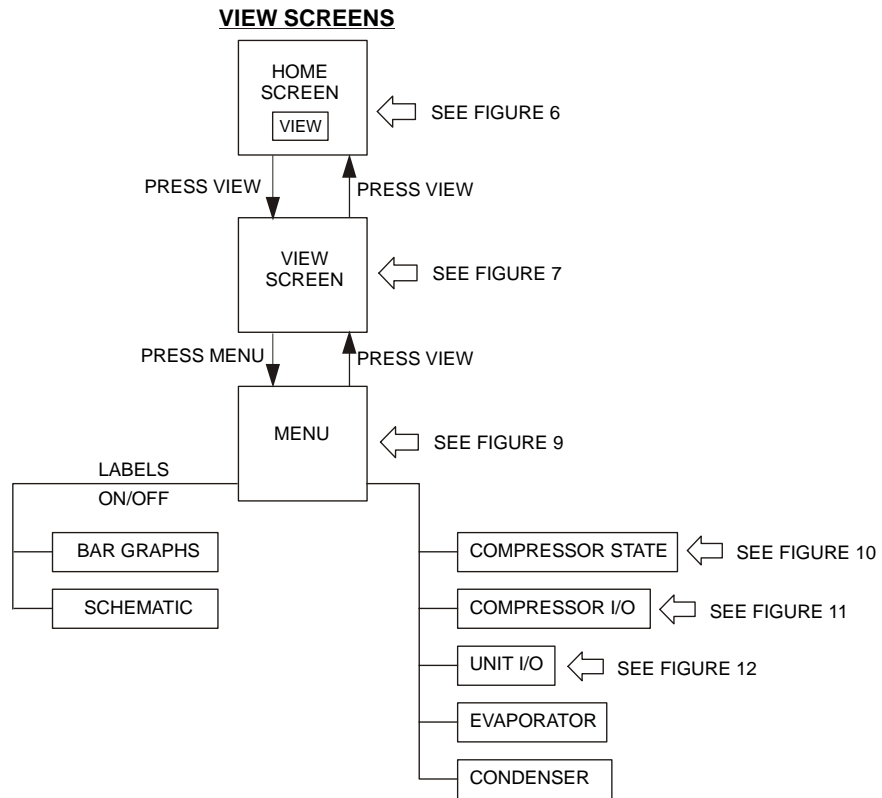 VIEW SCREENS
HOME
SCREEN
VIEW
SEE FIGURE 6
PRESS VIEW
PRESS VIEW
VIEW
SCREEN
SEE FIGURE 7
PRESS MENU
PRESS VIEW
MENU
SEE FIGURE 9
LABELS
ON/OFF
BAR GRAPHS
SCHEMATIC
COMPRESSOR STATE
SEE FIGURE 10
COMPRESSOR I/O
SEE FIGURE 11
UNIT I/O
SEE FIGURE 12
EVAPORATOR
CONDENSER